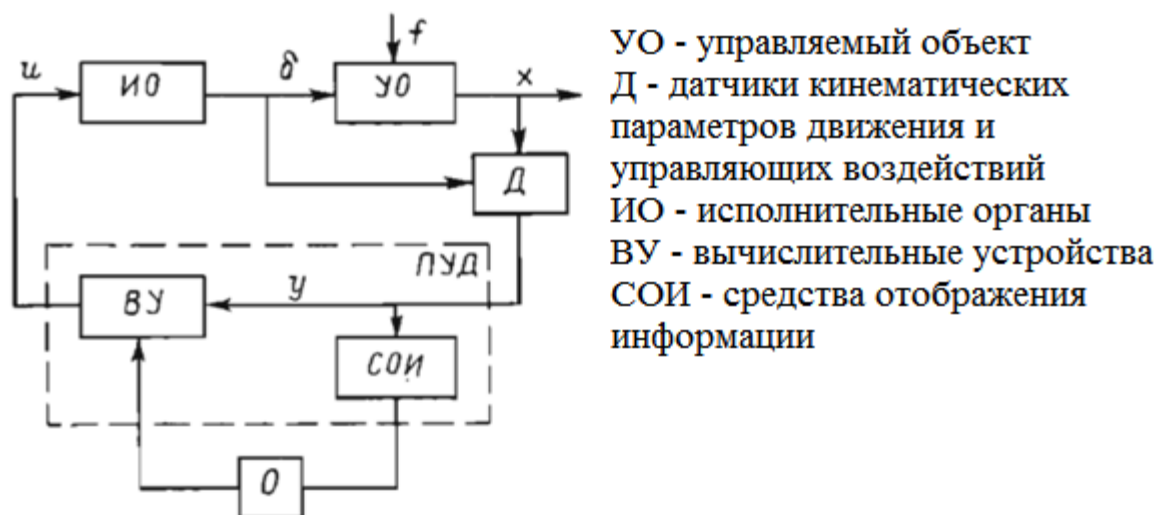 f
u
ИО
δ
УО
x
Д
ПУД
ВУ
y
СОИ
О
УО - управляемый объект
Д - датчики кинематических
параметров движения и
управляющих воздействий
ИО - исполнительные органы
ВУ - вычислительные устройства
СОИ - средства отображения
информации